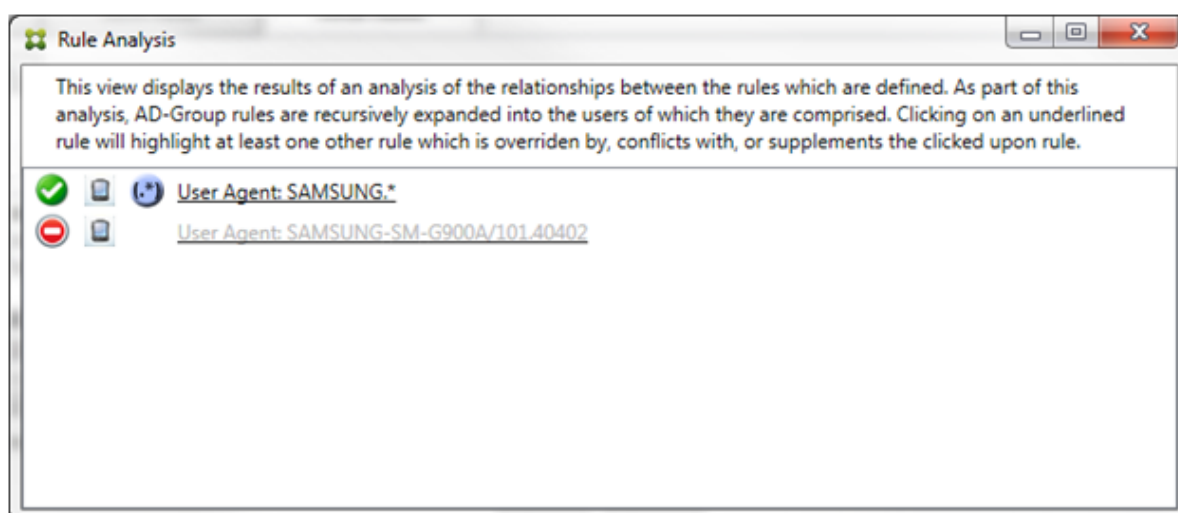 Rule Analysis
This view displays the results of an analysis of the relationships between the rules which are defined. As part of this
analysis, AD-Group rules are recursively expanded into the users of which they are comprised. Clicking on an underlined
rule will highlight at least one other rule which is overriden by, conflicts with, or supplements the clicked upon rule.
(.*) User Agent: SAMSUNG.*
User Agent: SAMSUNG-SM-G900A/101.40402